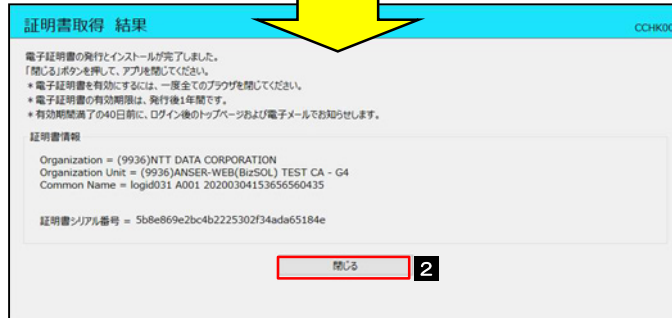 証明書取得 結果
CCHK00
電子証明書の発行とインストールが完了しました。
「閉じる」ボタンを押して、アプリを閉じてください。
＊電子証明書を有効にするには、一度全てのブラウザを閉じてください。
＊電子証明書の有効期限は、発行後1年間です。
＊有効期間満了の40日前に、ログイン後のトップページおよび電子メールでお知らせします。
証明書情報
Organization = (9936)NTT DATA CORPORATION
Organization Unit = (9936)ANSER-WEB(BizSOL) TEST CA - G4
Common Name = logid031 A001 20200304153656560435
証明書シリアル番号 = 5b8e869e2bc4b2225302f34ada65184e
閉じる
2